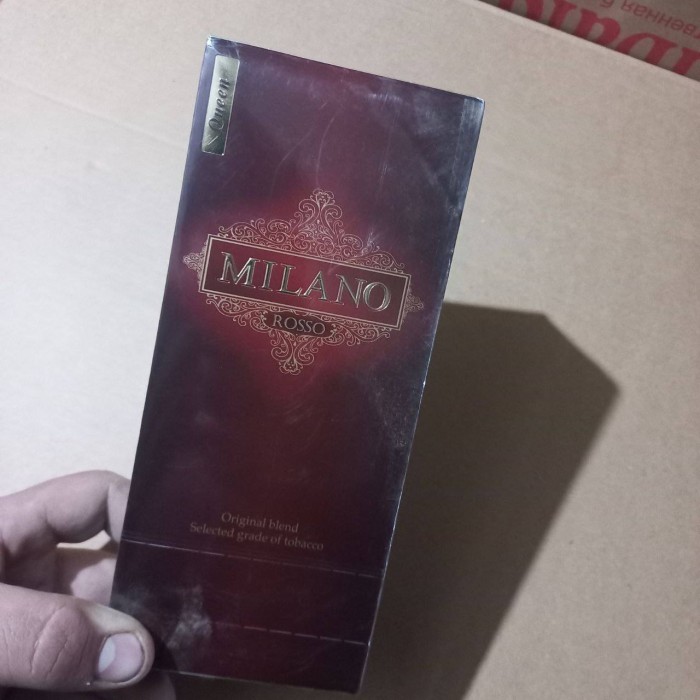 Queen
MILANO
ROSSO
Original blend
Selected grade of tobacco